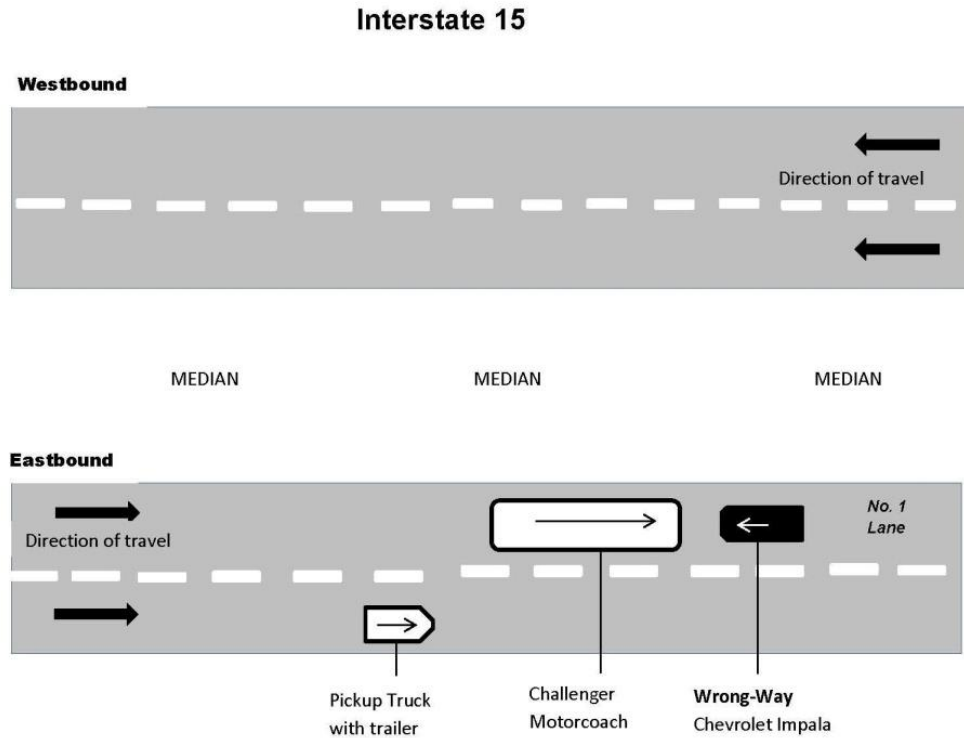 Interstate 15
Westbound
Direction of travel
MEDIAN MEDIAN MEDIAN
Eastbound
No. 1
Lane
Direction of travel
Pickup Truck
with trailer
Challenger
Motorcoach
Wrong-Way
Chevrolet Impala